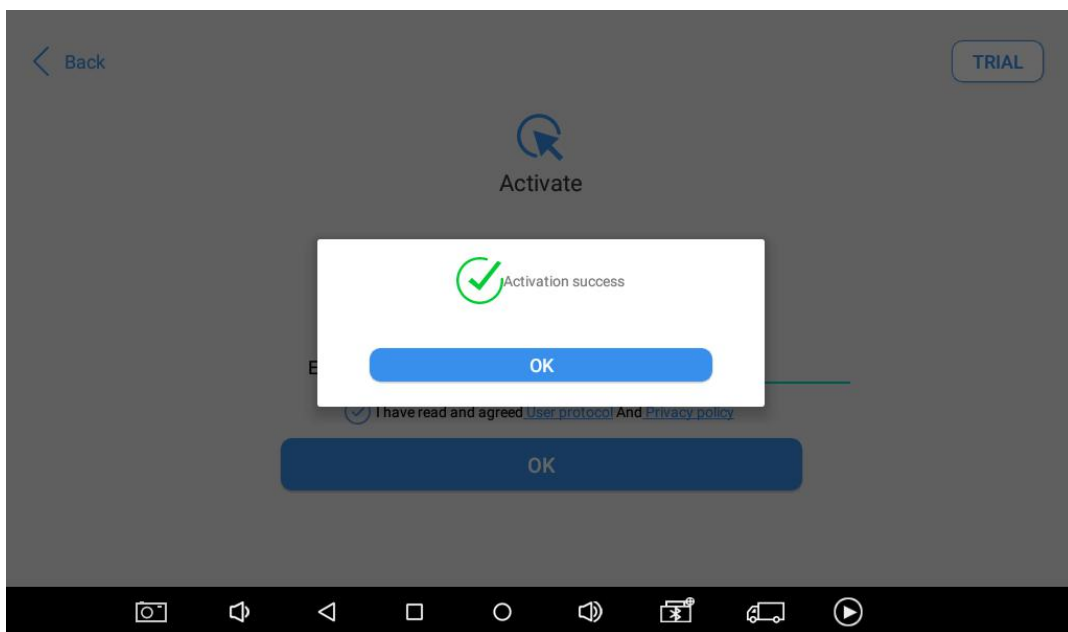 Back
TRIAL
Activate
Activation success
OK
E
I have read and agreed User protocol And Privacy policy
OK